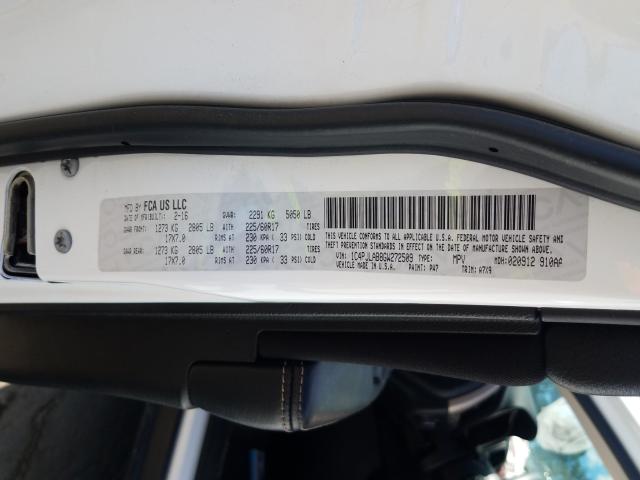 MFD BY FCA US LLC
DATE OF MFR(BUILT): 2-16 GVWR: 2291 KG 5050 LB
GAWR FRONT: 1273 KG 2805 LB WITH 225/60R17 TIRES
17X7.0 RIMS AT 230 KPA ( 33 PSI) COLD
GAWR REAR: 1273 KG 2805 LB WITH 225/60R17 TIRES
17X7.0 RIMS AT 230 KPA ( 33 PSI) COLD
THIS VEHICLE CONFORMS TO ALL APPLICABLE U.S.A. FEDERAL MOTOR VEHICLE SAFETY AND
THEFT PREVENTION STANDARDS IN EFFECT ON THE DATE OF MANUFACTURE SHOWN ABOVE.
VIN: 1C4PJLAB8GW272509 TYPE: MPV MDH:020912 910AA
VEHICLE MADE IN U.S.A. PAINT: PW7 TRIM: A7X9